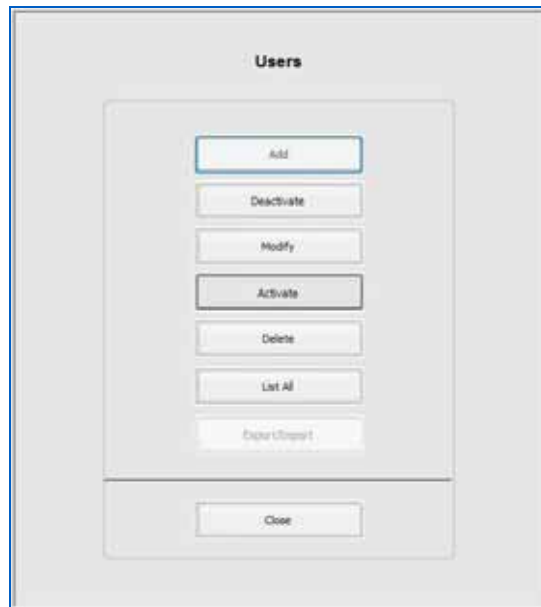 Users
Add
Deactivate
Modify
Activate
Delete
List All
Export/Import
Close